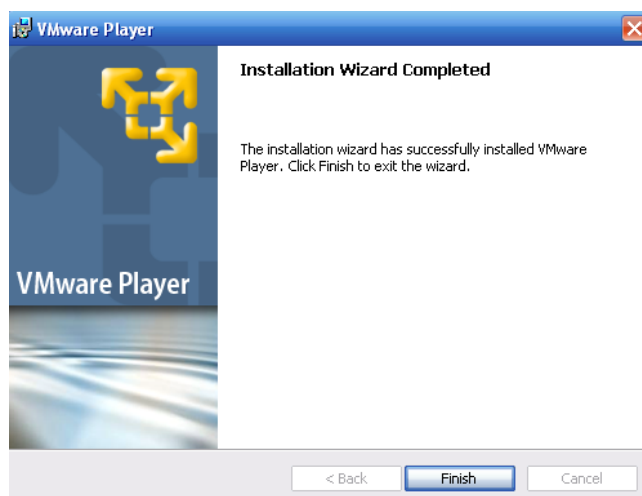 VMware Player
Installation Wizard Completed
The installation wizard has successfully installed VMware
Player. Click Finish to exit the wizard.
VMware Player
< Back
Finish
Cancel